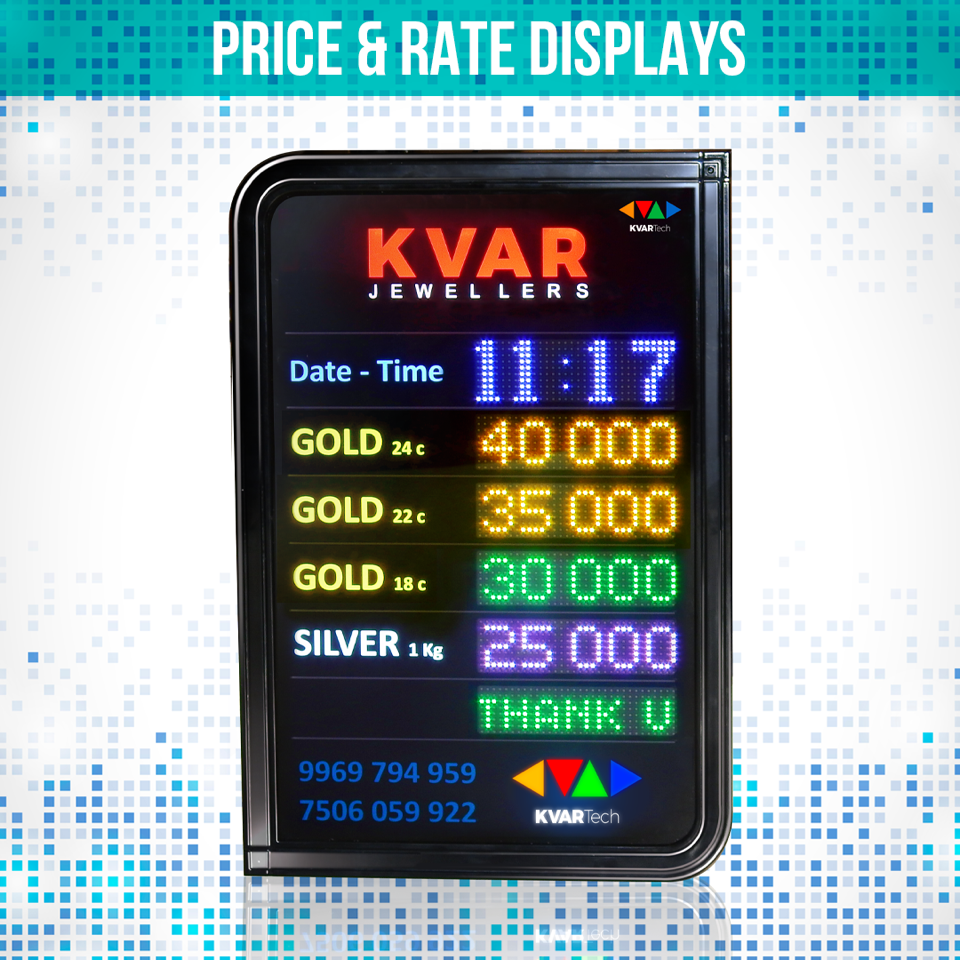 PRICE & RATE DISPLAYS
KVARTech
KVAR
JEWELLERS
Date - Time 11:17
GOLD 24 c 40 000
GOLD 22 c 35 000
GOLD 18 c 30 000
SILVER 1 Kg 25 000
THANK Y
9969 794 959
7506 059 922
KVARTech